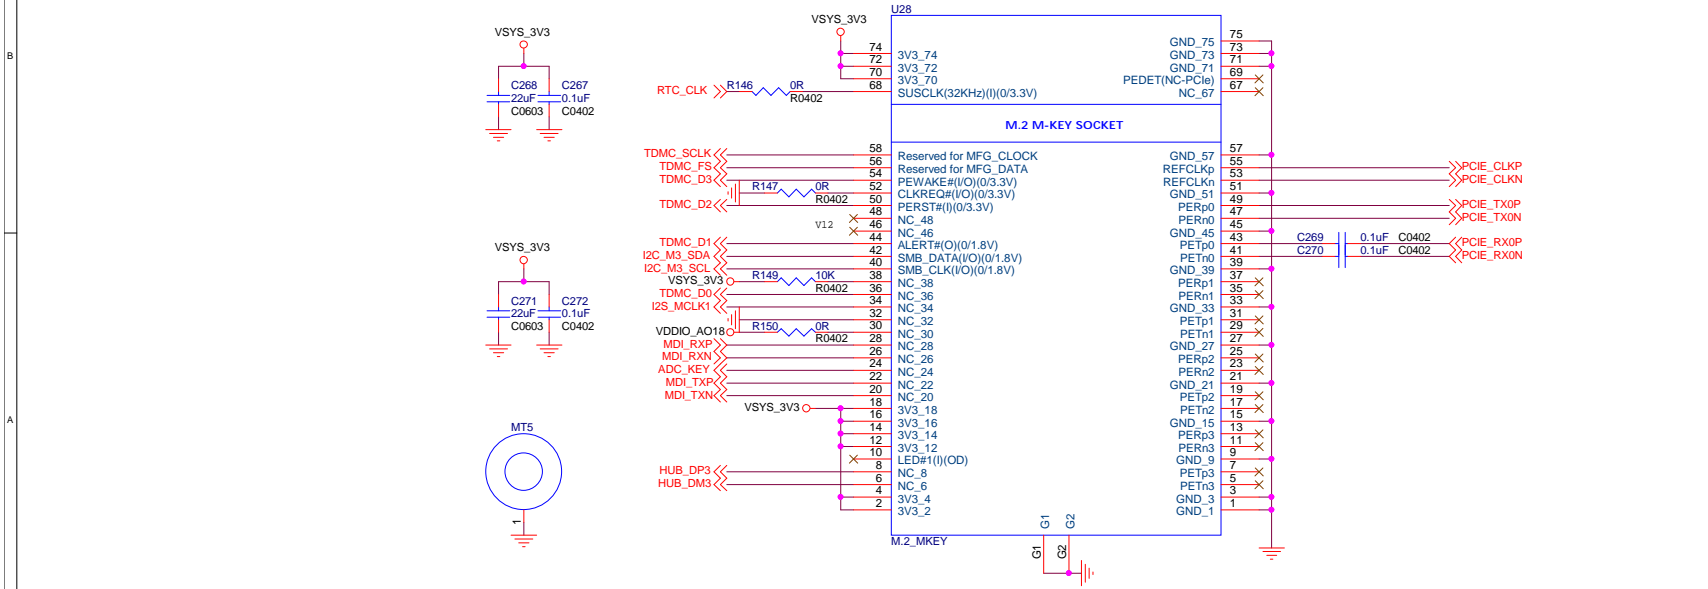 B
A
VSYS_3V3
C268
22uF
C0603
C267
0.1uF
C0402
VSYS_3V3
C271
22uF
C0603
C272
0.1uF
C0402
MT5
1
U28
VSYS_3V3
74 3V3_74
72 3V3_72
70 3V3_70
RTC_CLK R146 0R R0402 68 SUSCLK(32KHz)(I)(0/3.3V)
GND_75 75
GND_73 73
GND_71 71
PEDET(NC-PCIe) 69
NC_67 67
M.2 M-KEY SOCKET
TDMC_SCLK 58 Reserved for MFG_CLOCK
TDMC_FS 56 Reserved for MFG_DATA
TDMC_D3 54 PEWAKE#(I/O)(0/3.3V)
R147 0R R0402 52 CLKREQ#(I/O)(0/3.3V)
TDMC_D2 50 PERST#(I)(0/3.3V)
48 NC_48
V12
46 NC_46
TDMC_D1 44 ALERT#(O)(0/1.8V)
I2C_M3_SDA 42 SMB_DATA(I/O)(0/1.8V)
I2C_M3_SCL 40 SMB_CLK(I/O)(0/1.8V)
VSYS_3V3 R149 10K R0402 38 NC_38
TDMC_D0 36 NC_36
I2S_MCLK1 34 NC_34
32 NC_32
VDDIO_AO18 R150 0R R0402 30 NC_30
MDI_RXP 28 NC_28
MDI_RXN 26 NC_26
ADC_KEY 24 NC_24
MDI_TXP 22 NC_22
MDI_TXN 20 NC_20
VSYS_3V3 18 3V3_18
16 3V3_16
14 3V3_14
12 3V3_12
10 LED#1(I)(OD)
HUB_DP3 8 NC_8
HUB_DM3 6 NC_6
4 3V3_4
2 3V3_2
GND_57 57
REFCLKp 55 PCIE_CLKP
REFCLKn 53 PCIE_CLKN
GND_51 51
PERp0 49 PCIE_TX0P
PERn0 47 PCIE_TX0N
GND_45 45
PETp0 43 C269 0.1uF C0402 PCIE_RX0P
PETn0 41 C270 0.1uF C0402 PCIE_RX0N
GND_39 39
PERp1 37
PERn1 35
GND_33 33
PETp1 31
PETn1 29
GND_27 27
PERp2 25
PERn2 23
GND_21 21
PETp2 19
PETn2 17
GND_15 15
PERp3 13
PERn3 11
GND_9 9
PETp3 7
PETn3 5
GND_3 3
GND_1 1
G1 G2
G1 G2
M.2_MKEY